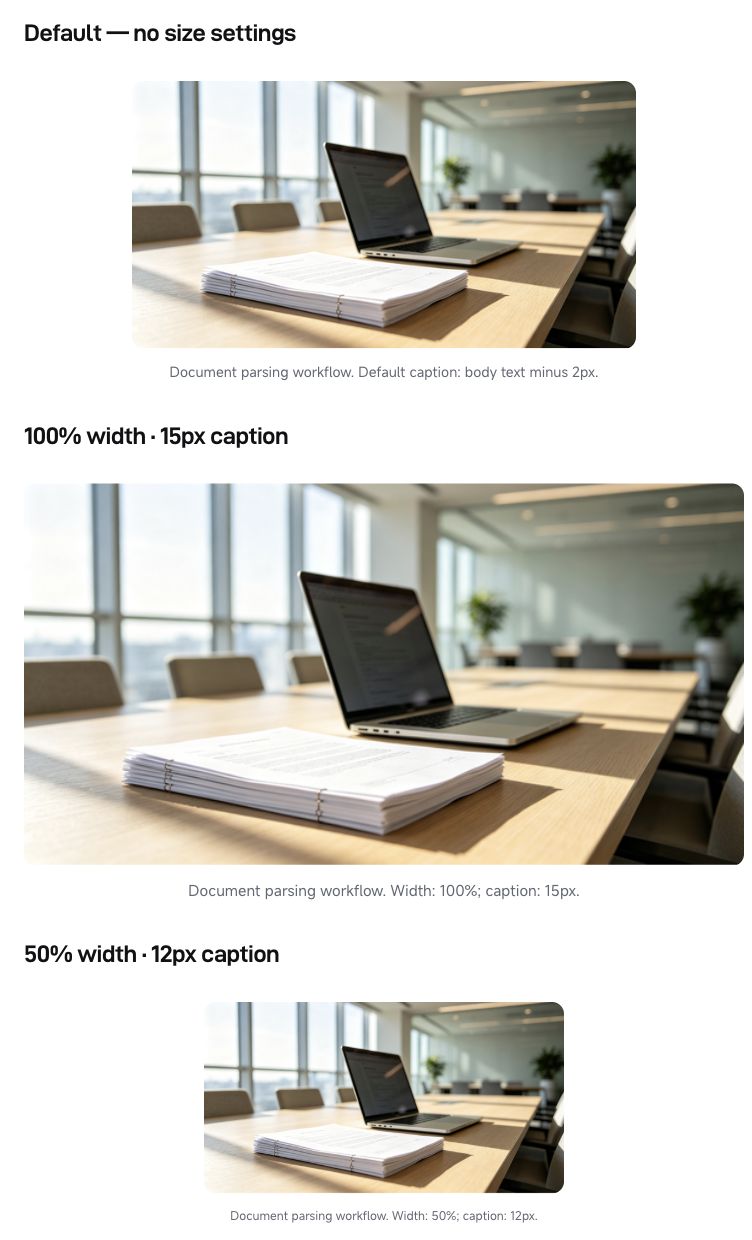 Default — no size settings
Document parsing workflow. Default caption: body text minus 2px.
100% width · 15px caption
Document parsing workflow. Width: 100%; caption: 15px.
50% width · 12px caption
Document parsing workflow. Width: 50%; caption: 12px.